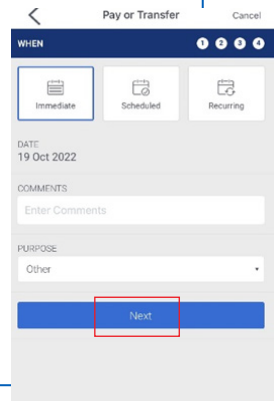 Pay or Transfer Cancel
WHEN 1 2 3 4
Immediate Scheduled Recurring
DATE
19 Oct 2022
COMMENTS
Enter Comments
PURPOSE
Other
Next